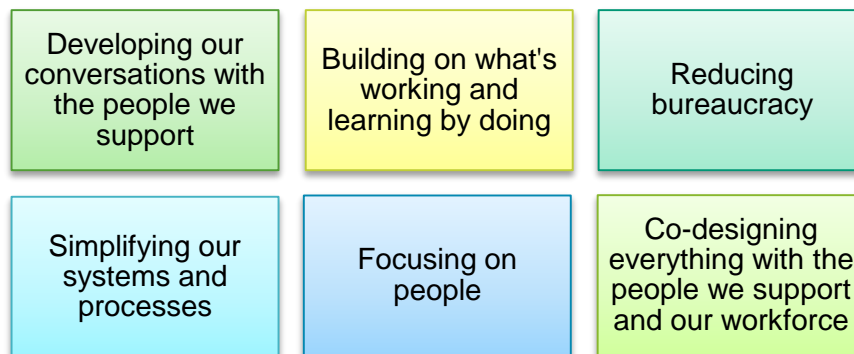 Developing our
conversations with
the people we
support
Building on what's
working and
learning by doing
Reducing
bureaucracy
Simplifying our
systems and
processes
Focusing on
people
Co-designing
everything with the
people we support
and our workforce